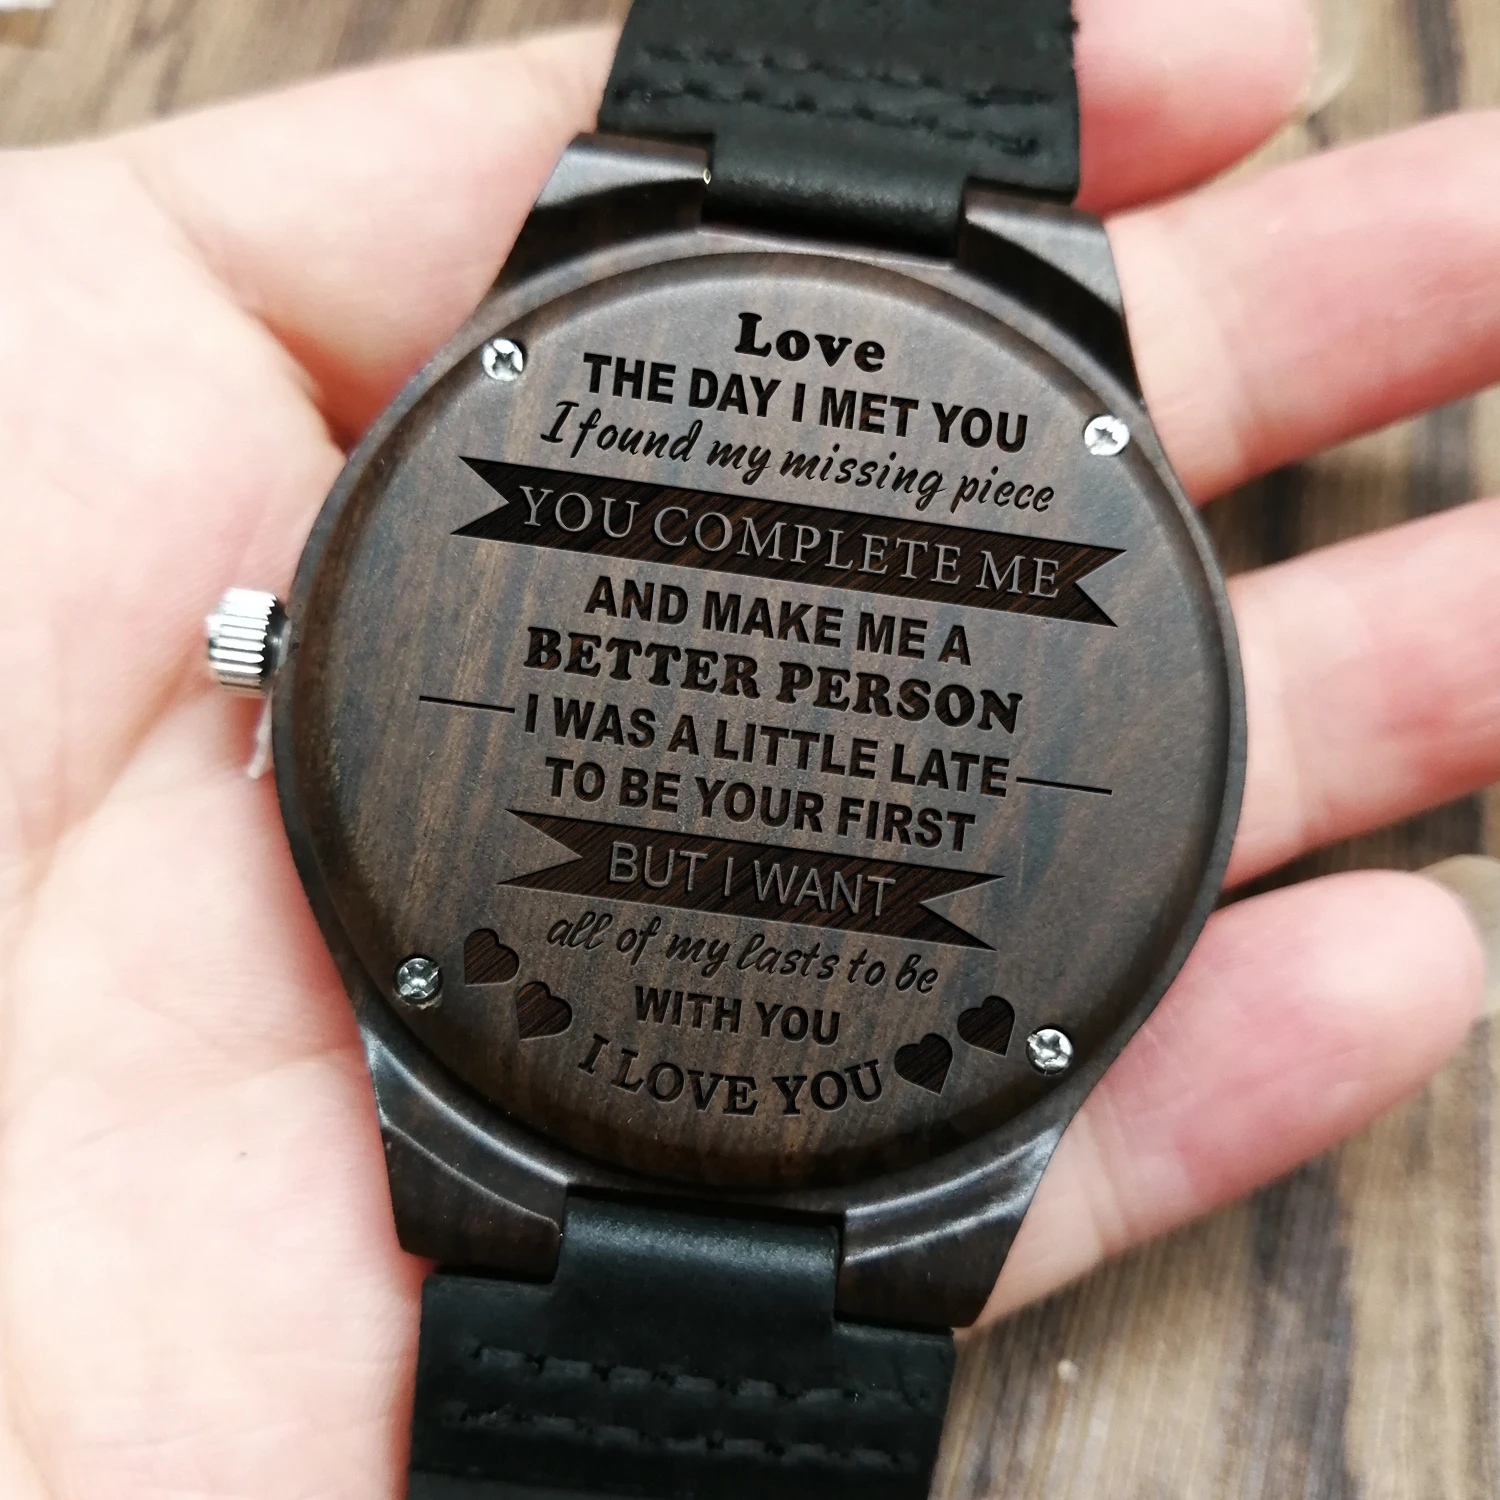 Love
THE DAY I MET YOU
I found my missing piece
YOU COMPLETE ME
AND MAKE ME A
BETTER PERSON
I WAS A LITTLE LATE
TO BE YOUR FIRST
BUT I WANT
all of my lasts to be
WITH YOU
I LOVE YOU